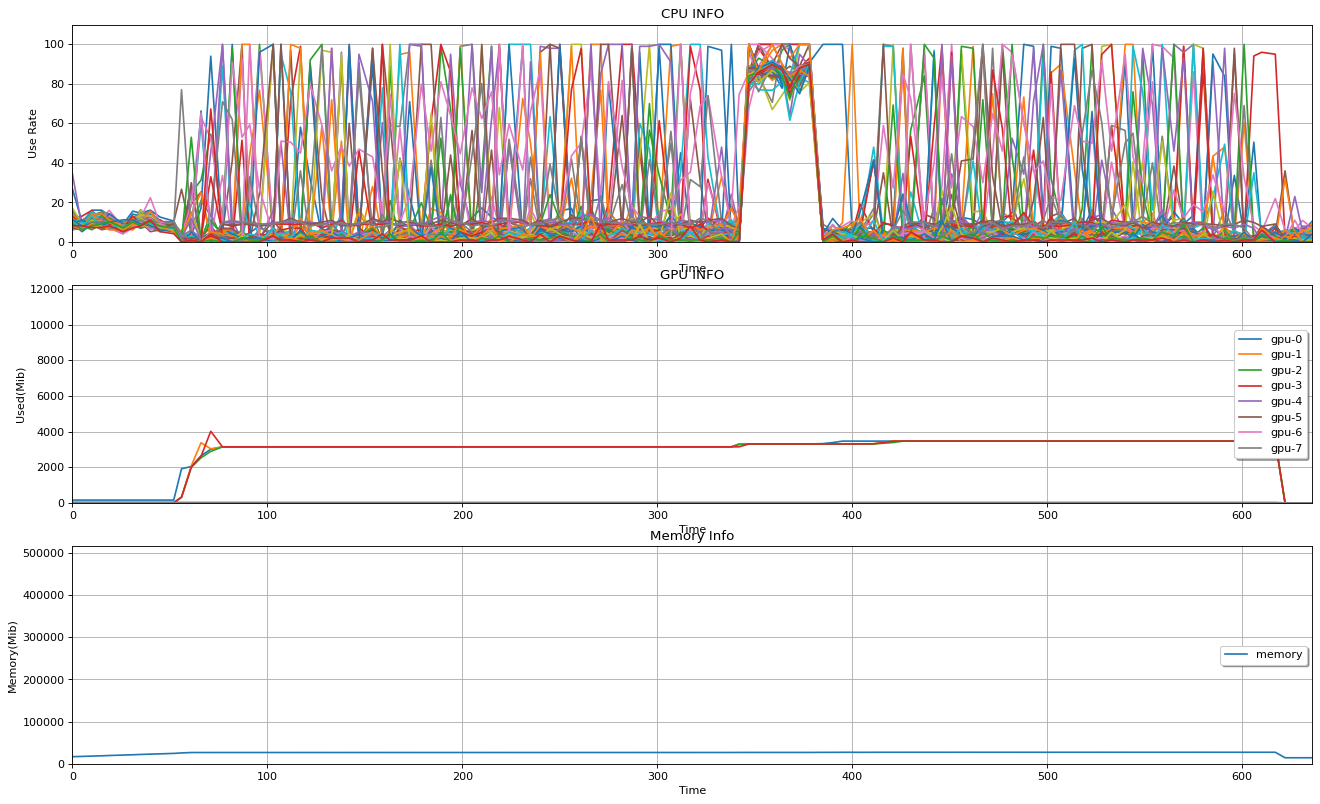 CPU INFO
100
80
60
40
20
0
Use Rate
0 100 200 300 400 500 600
Time
GPU INFO
12000
10000
8000
6000
4000
2000
0
Used(Mib)
gpu-0
gpu-1
gpu-2
gpu-3
gpu-4
gpu-5
gpu-6
gpu-7
0 100 200 300 400 500 600
Time
Memory Info
500000
400000
300000
200000
100000
0
Memory(Mib)
memory
0 100 200 300 400 500 600
Time